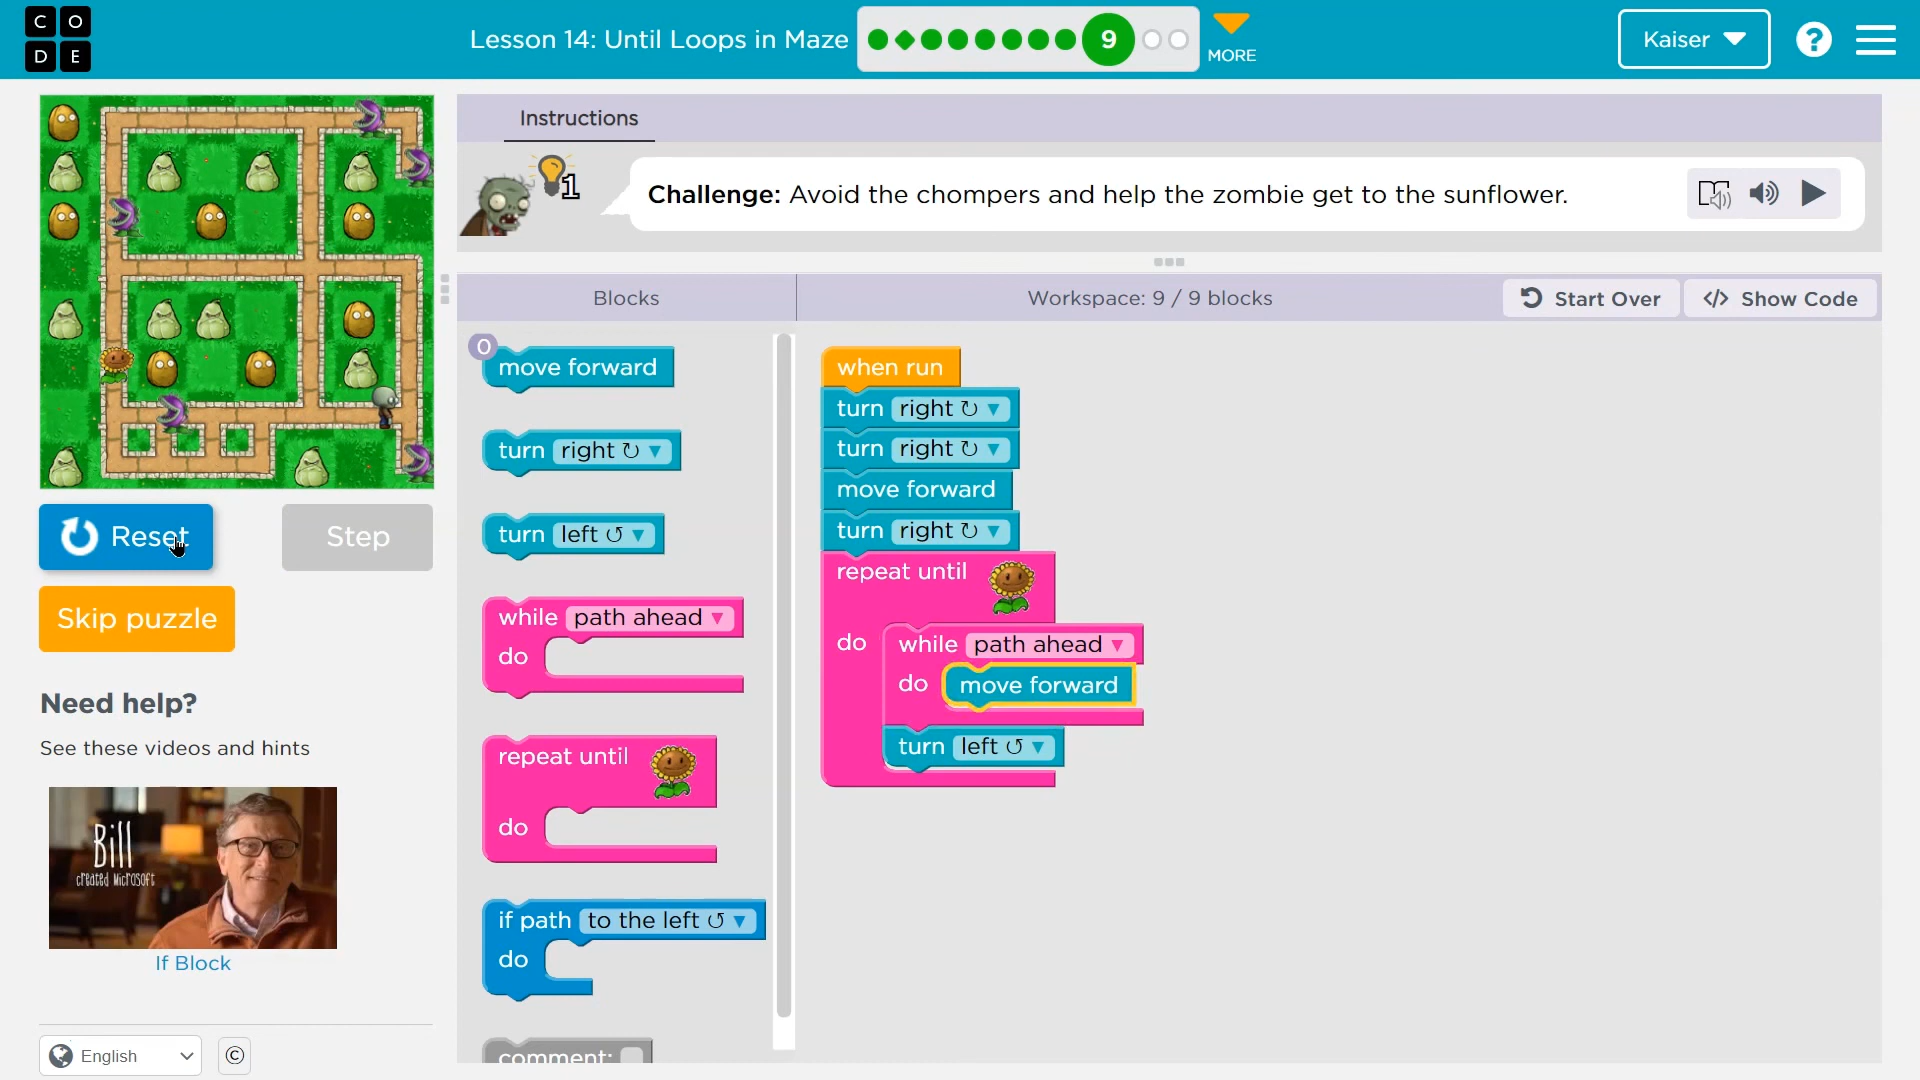 C O
D E
Lesson 14: Until Loops in Maze
9
MORE
Kaiser
?
Instructions
1
Challenge: Avoid the chompers and help the zombie get to the sunflower.
Blocks
Workspace: 9 / 9 blocks
Start Over
</> Show Code
0
move forward
turn right ↻ ▼
turn left ↺ ▼
while path ahead ▼
do
repeat until
do
if path to the left ↺ ▼
do
comment:
when run
turn right ↻ ▼
turn right ↻ ▼
move forward
turn right ↻ ▼
repeat until
do
while path ahead ▼
do move forward
turn left ↺ ▼
Reset
Step
Skip puzzle
Need help?
See these videos and hints
Bill
created Microsoft
If Block
English
©